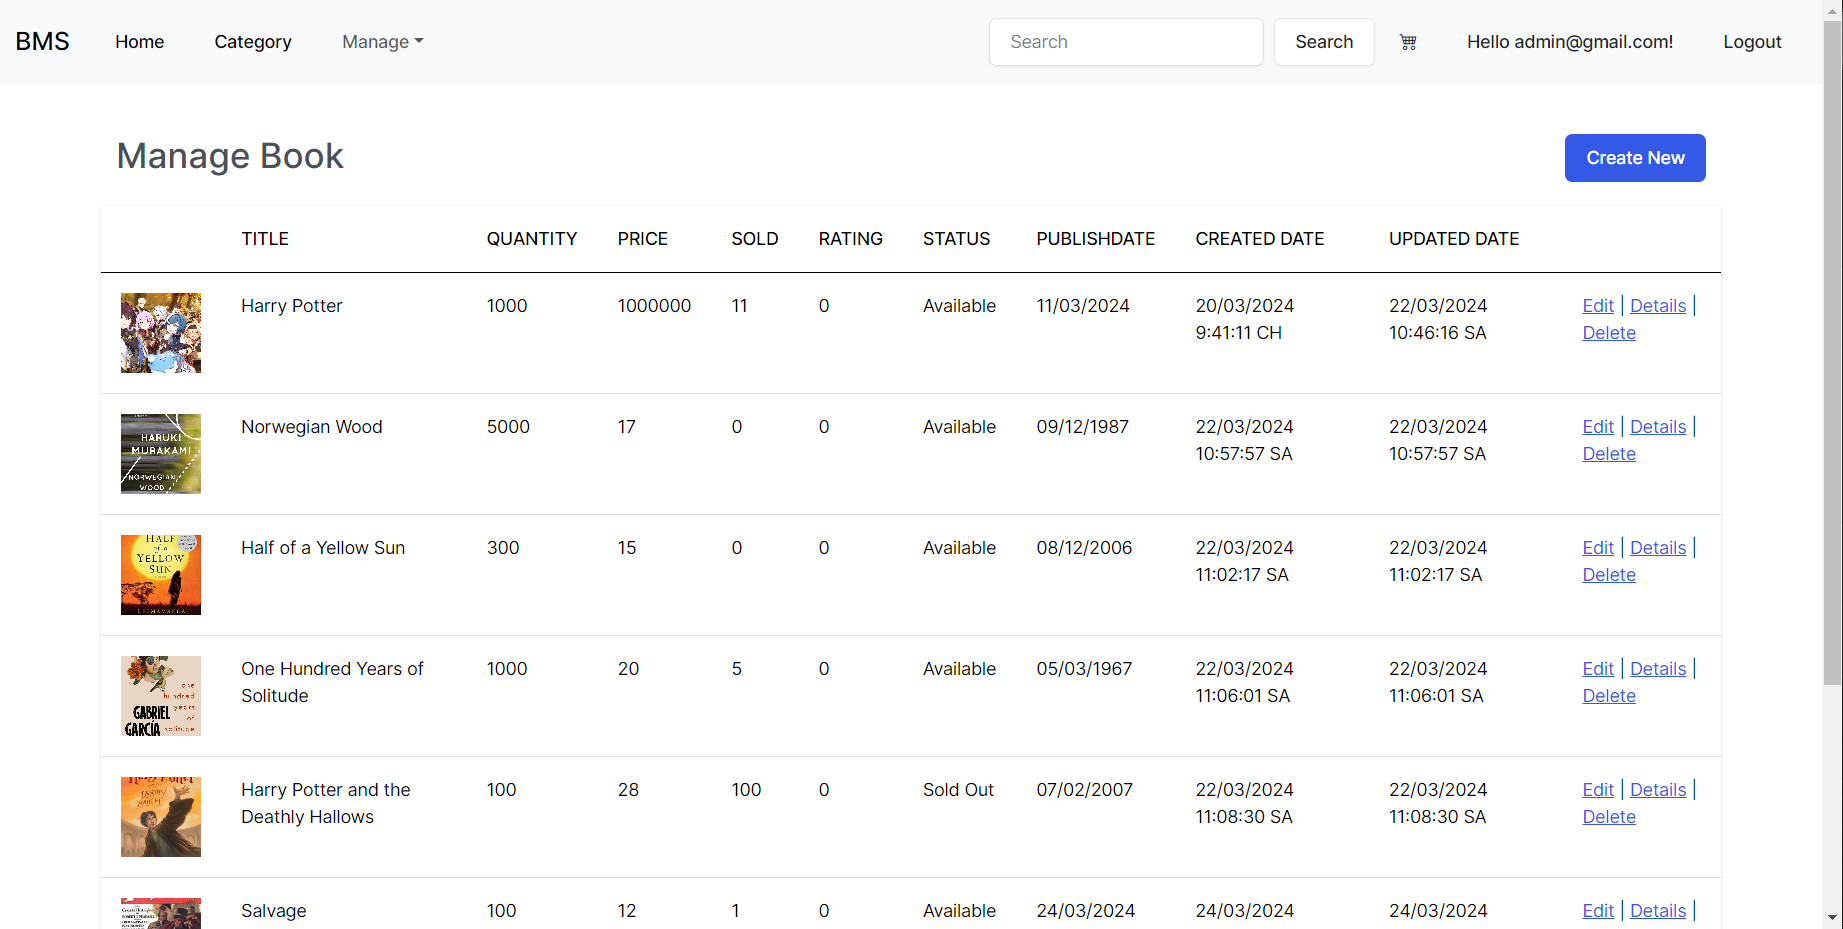 BMS Home Category Manage Search Search Hello admin@gmail.com! Logout
Manage Book Create New
TITLE QUANTITY PRICE SOLD RATING STATUS PUBLISHDATE CREATED DATE UPDATED DATE
Harry Potter 1000 1000000 11 0 Available 11/03/2024 20/03/2024 22/03/2024 Edit | Details |
9:41:11 CH 10:46:16 SA Delete
Norwegian Wood 5000 17 0 0 Available 09/12/1987 22/03/2024 22/03/2024 Edit | Details |
10:57:57 SA 10:57:57 SA Delete
HARUKI
MURAKAMI
NORWEGIAN
WOOD
Half of a Yellow Sun 300 15 0 0 Available 08/12/2006 22/03/2024 22/03/2024 Edit | Details |
11:02:17 SA 11:02:17 SA Delete
HALF
of a
YELLOW
SUN
One Hundred Years of 1000 20 5 0 Available 05/03/1967 22/03/2024 22/03/2024 Edit | Details |
Solitude 11:06:01 SA 11:06:01 SA Delete
one
hundred
years
of
GABRIEL
GARCÍA solitude
Harry Potter and the 100 28 100 0 Sold Out 07/02/2007 22/03/2024 22/03/2024 Edit | Details |
Deathly Hallows 11:08:30 SA 11:08:30 SA Delete
Salvage 100 12 1 0 Available 24/03/2024 24/03/2024 24/03/2024 Edit | Details |